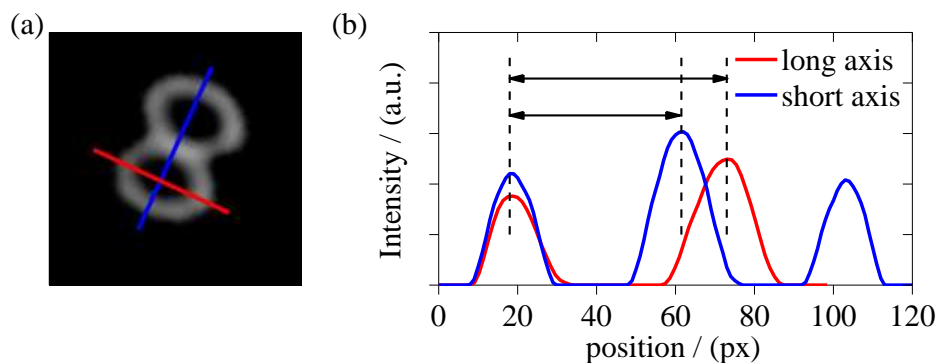 (a)
(b)
Intensity / (a.u.)
long axis
short axis
0 20 40 60 80 100 120
position / (px)